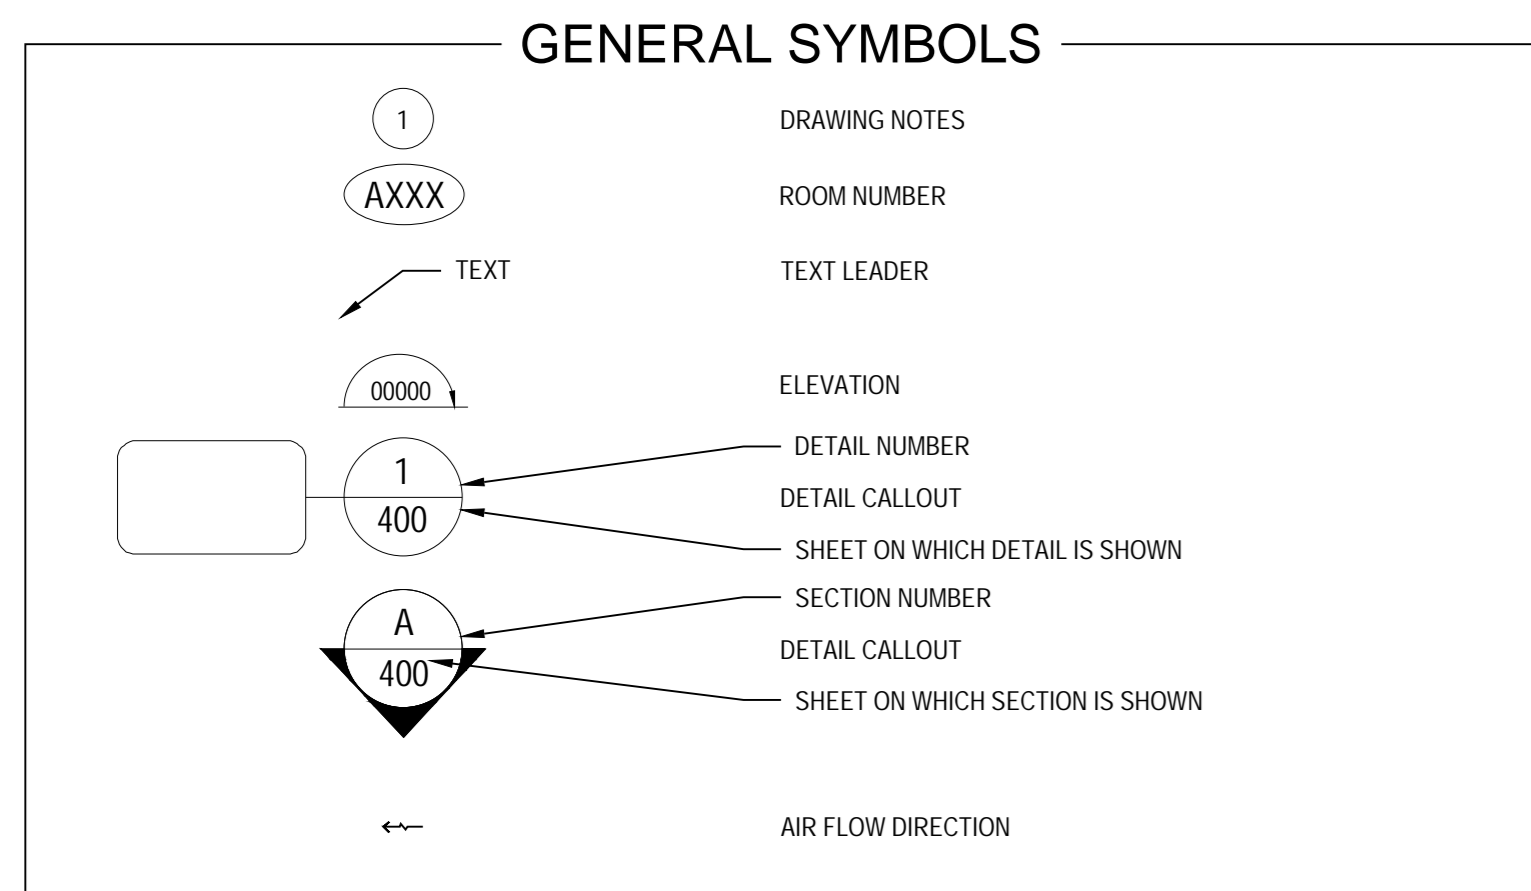 GENERAL SYMBOLS
1 DRAWING NOTES
AXXX ROOM NUMBER
TEXT TEXT LEADER
00000 ELEVATION
DETAIL NUMBER
1
DETAIL CALLOUT
400
SHEET ON WHICH DETAIL IS SHOWN
SECTION NUMBER
A
DETAIL CALLOUT
400
SHEET ON WHICH SECTION IS SHOWN
AIR FLOW DIRECTION